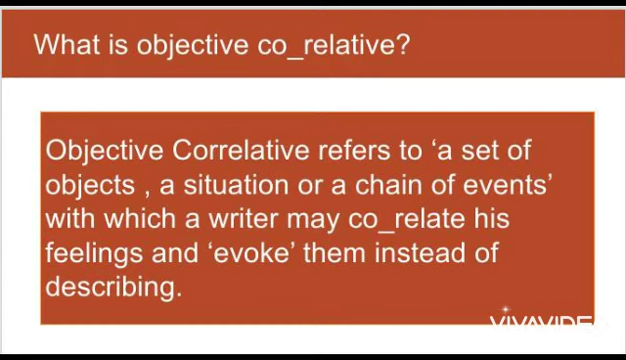 What is objective co_relative?
Objective Correlative refers to ‘a set of
objects , a situation or a chain of events’
with which a writer may co_relate his
feelings and ‘evoke’ them instead of
describing.
VIVAVIDEO